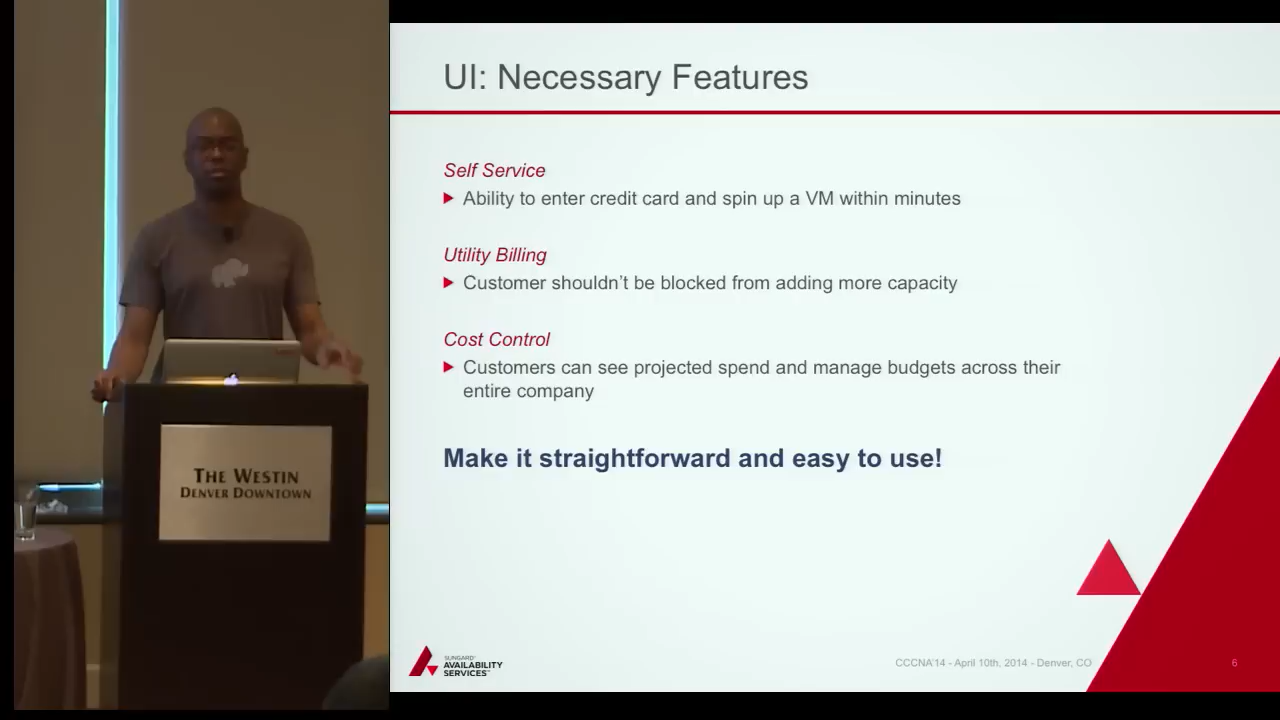 UI: Necessary Features
Self Service
Ability to enter credit card and spin up a VM within minutes
Utility Billing
Customer shouldn't be blocked from adding more capacity
Cost Control
Customers can see projected spend and manage budgets across their
entire company
Make it straightforward and easy to use!
THE WESTIN
DENVER DOWNTOWN
SUNGARD
AVAILABILITY
SERVICES™
CCCNA'14 - April 10th, 2014 - Denver, CO
6